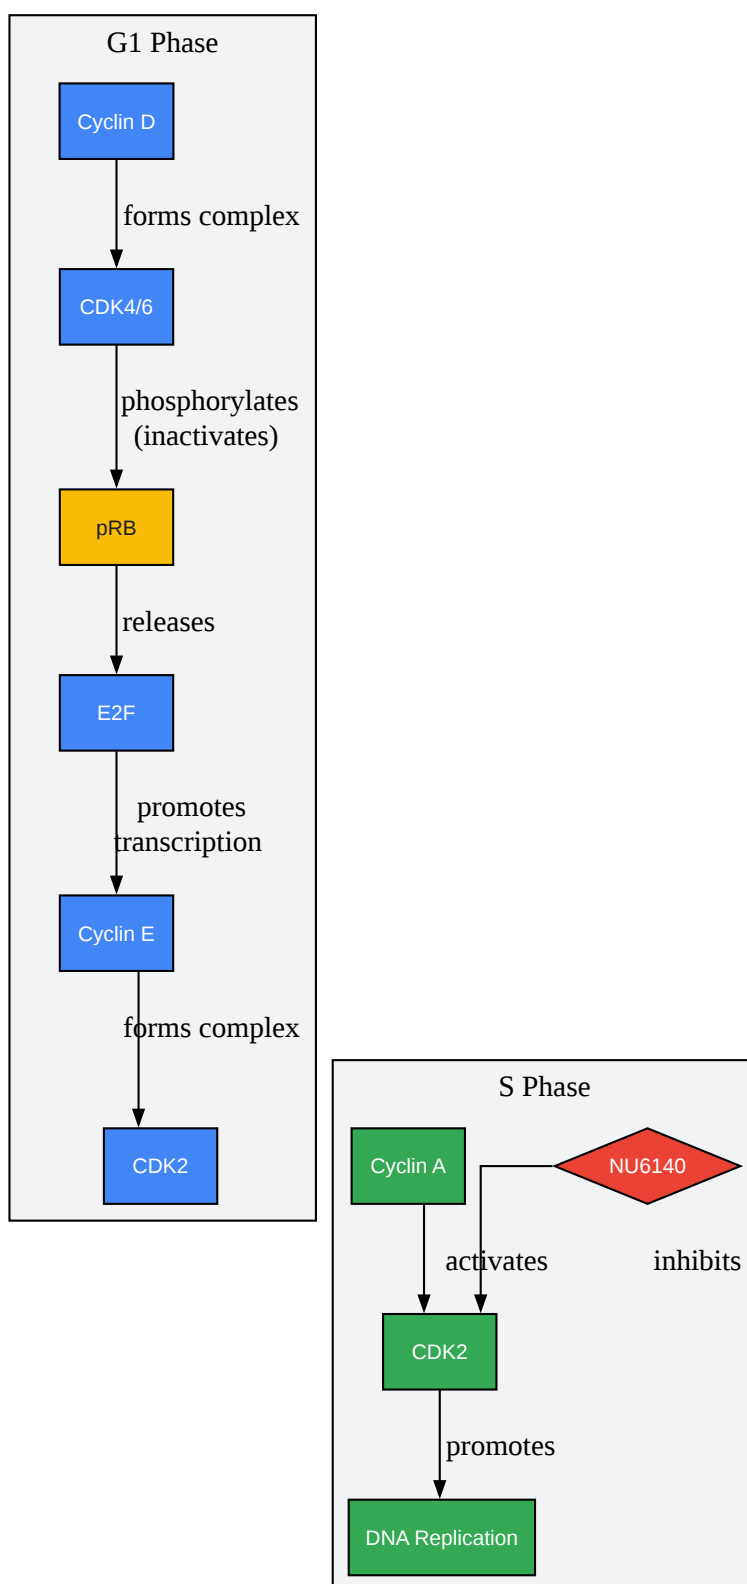 G1 Phase
Cyclin D
forms complex
CDK4/6
phosphorylates
(inactivates)
pRB
releases
E2F
promotes
transcription
Cyclin E
forms complex
CDK2
S Phase
Cyclin A
NU6140
activates
inhibits
CDK2
promotes
DNA Replication